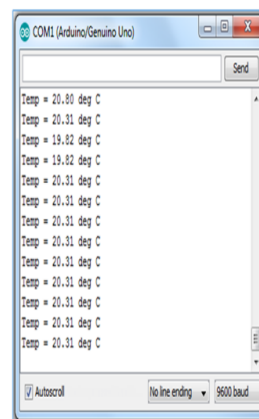 COM1 (Arduino/Genuino Uno)
Send
Temp = 20.80 deg C
Temp = 20.31 deg C
Temp = 19.82 deg C
Temp = 19.82 deg C
Temp = 20.31 deg C
Temp = 20.31 deg C
Temp = 20.31 deg C
Temp = 20.31 deg C
Temp = 20.31 deg C
Temp = 20.31 deg C
Temp = 20.31 deg C
Temp = 20.31 deg C
Temp = 20.31 deg C
Autoscroll No line ending 9600 baud